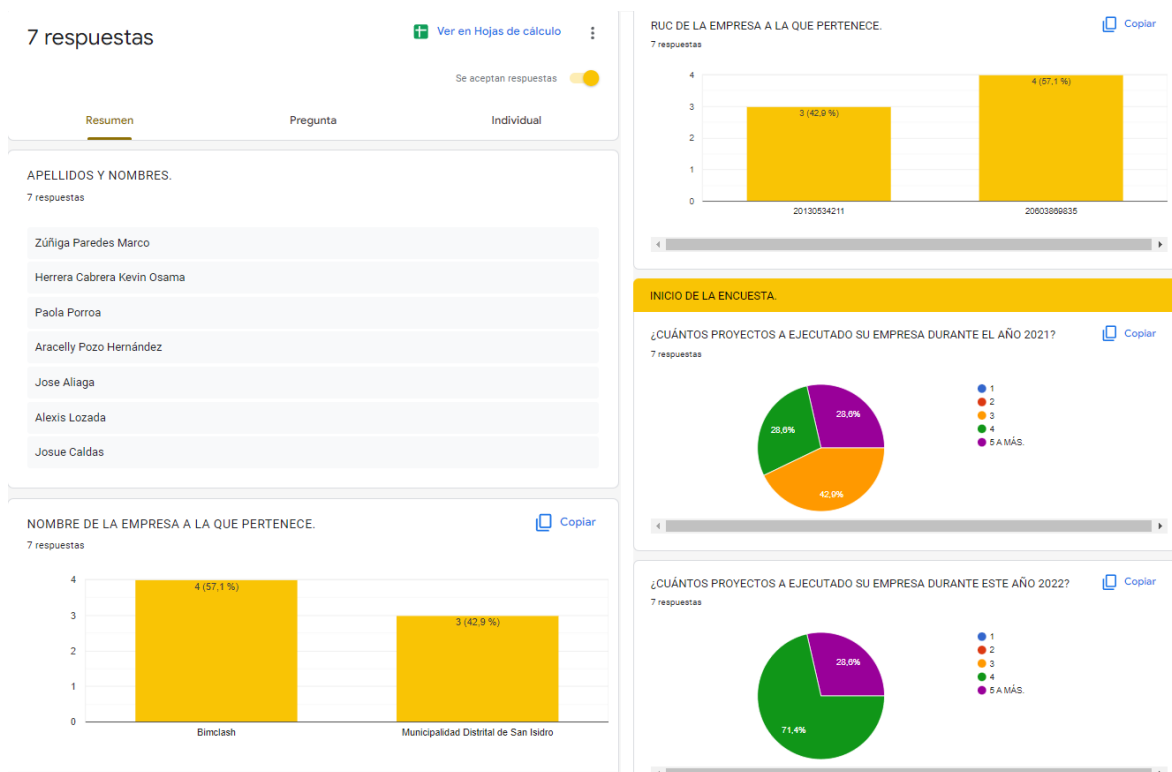 7 respuestas
Ver en Hojas de cálculo
Se aceptan respuestas
Resumen
Pregunta
Individual
APELLIDOS Y NOMBRES.
7 respuestas
Zúñiga Paredes Marco
Herrera Cabrera Kevin Osama
Paola Porroa
Aracelly Pozo Hernández
Jose Aliaga
Alexis Lozada
Josue Caldas
NOMBRE DE LA EMPRESA A LA QUE PERTENECE.
Copiar
7 respuestas
4
3
2
1
0
4 (57,1 %)
3 (42,9 %)
Bimclash
Municipalidad Distrital de San Isidro
RUC DE LA EMPRESA A LA QUE PERTENECE.
Copiar
7 respuestas
4
3
2
1
0
3 (42,9 %)
4 (57,1 %)
20130534211
20603869835
INICIO DE LA ENCUESTA.
¿CUÁNTOS PROYECTOS A EJECUTADO SU EMPRESA DURANTE EL AÑO 2021?
Copiar
7 respuestas
28,6%
28,6%
42,9%
1
2
3
4
5 A MÁS.
¿CUÁNTOS PROYECTOS A EJECUTADO SU EMPRESA DURANTE ESTE AÑO 2022?
Copiar
7 respuestas
28,6%
71,4%
1
2
3
4
5 A MÁS.